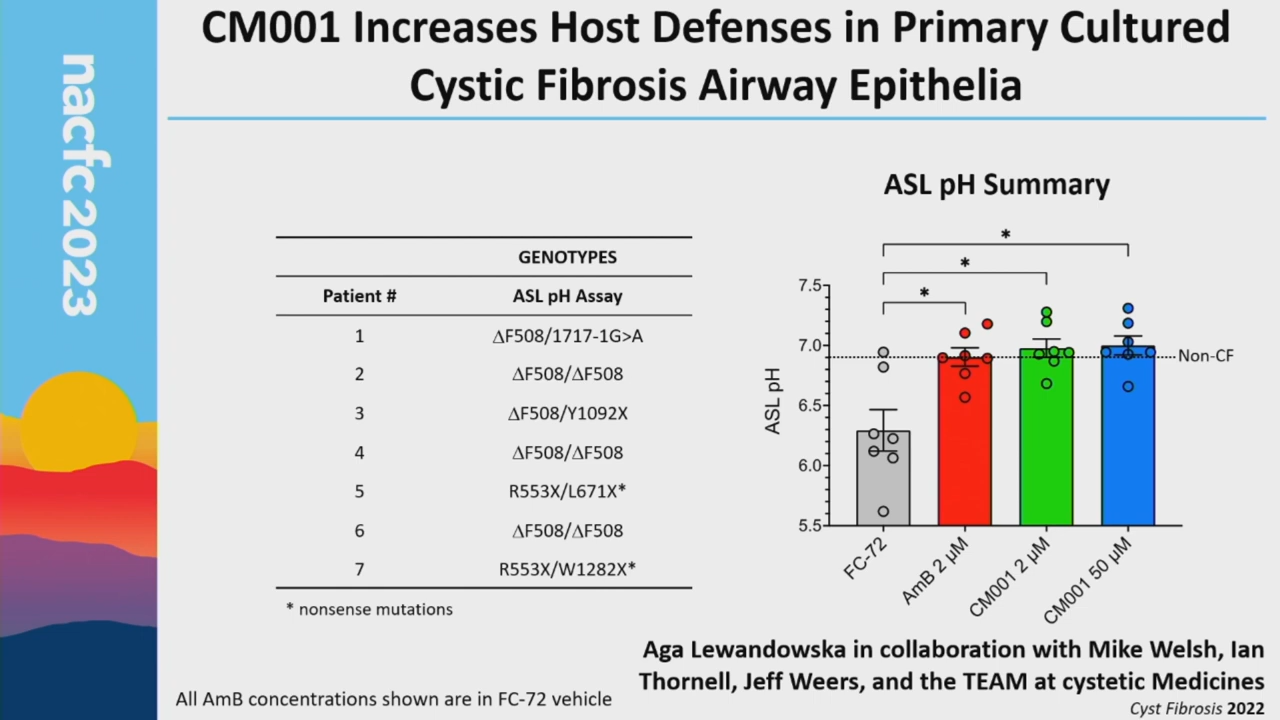 CM001 Increases Host Defenses in Primary Cultured
Cystic Fibrosis Airway Epithelia
nacfc 2023
GENOTYPES
Patient # ASL pH Assay
1 ΔF508/1717-1G>A
2 ΔF508/ΔF508
3 ΔF508/Y1092X
4 ΔF508/ΔF508
5 R553X/L671X*
6 ΔF508/ΔF508
7 R553X/W1282X*
* nonsense mutations
ASL pH Summary
*
*
*
7.5
7.0
6.5
6.0
5.5
ASL pH
Non-CF
FC-72
AmB 2 µM
CM001 2 µM
CM001 50 µM
Aga Lewandowska in collaboration with Mike Welsh, Ian
Thornell, Jeff Weers, and the TEAM at cystetic Medicines
All AmB concentrations shown are in FC-72 vehicle
Cyst Fibrosis 2022